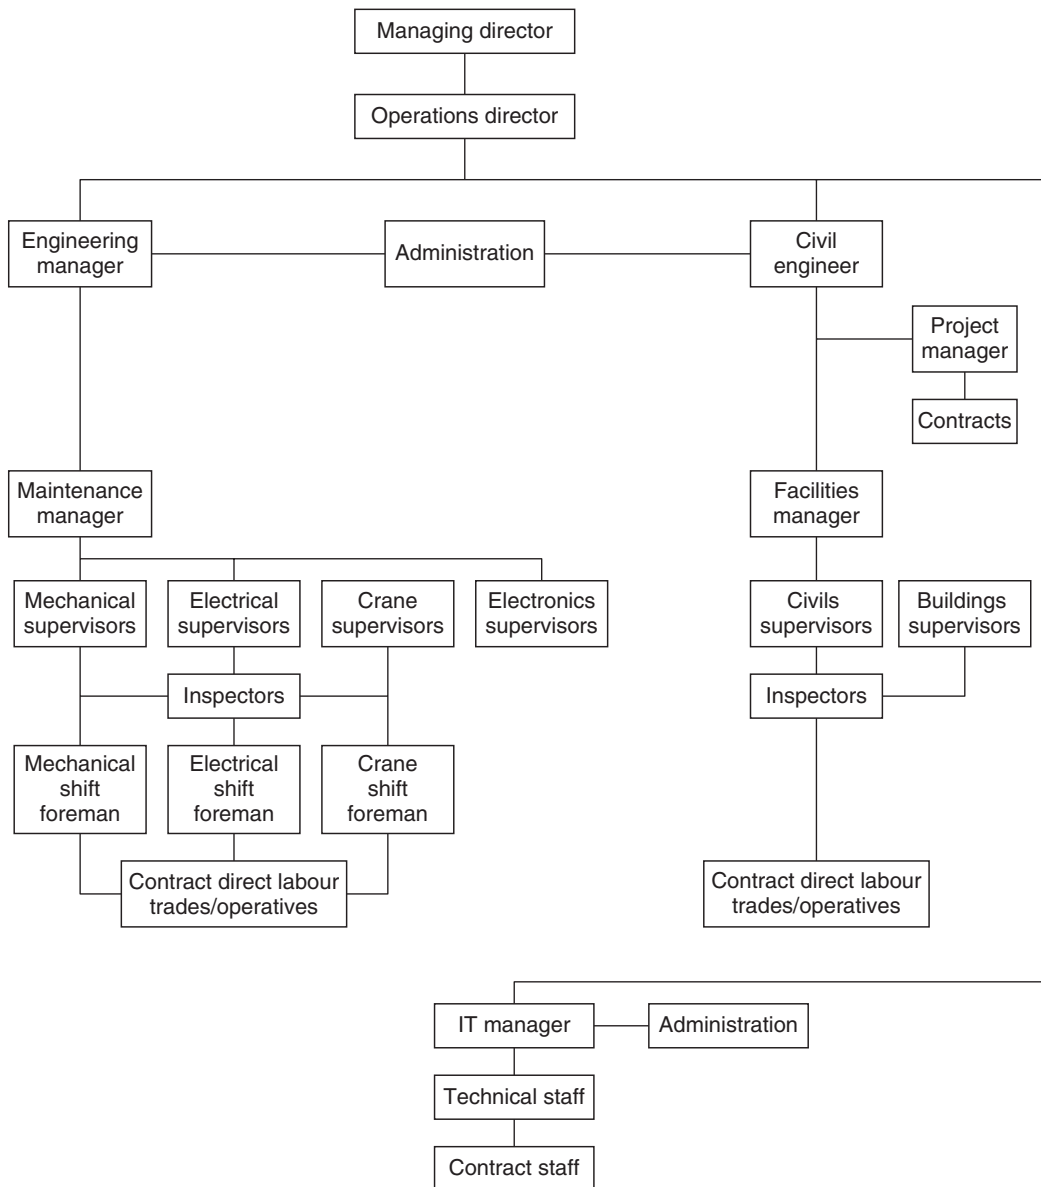 Managing director
Operations director
Engineering
manager
Administration
Civil
engineer
Project
manager
Contracts
Maintenance
manager
Facilities
manager
Mechanical
supervisors
Electrical
supervisors
Crane
supervisors
Electronics
supervisors
Civils
supervisors
Buildings
supervisors
Inspectors
Inspectors
Mechanical
shift
foreman
Electrical
shift
foreman
Crane
shift
foreman
Contract direct labour
trades/operatives
Contract direct labour
trades/operatives
IT manager
Administration
Technical staff
Contract staff